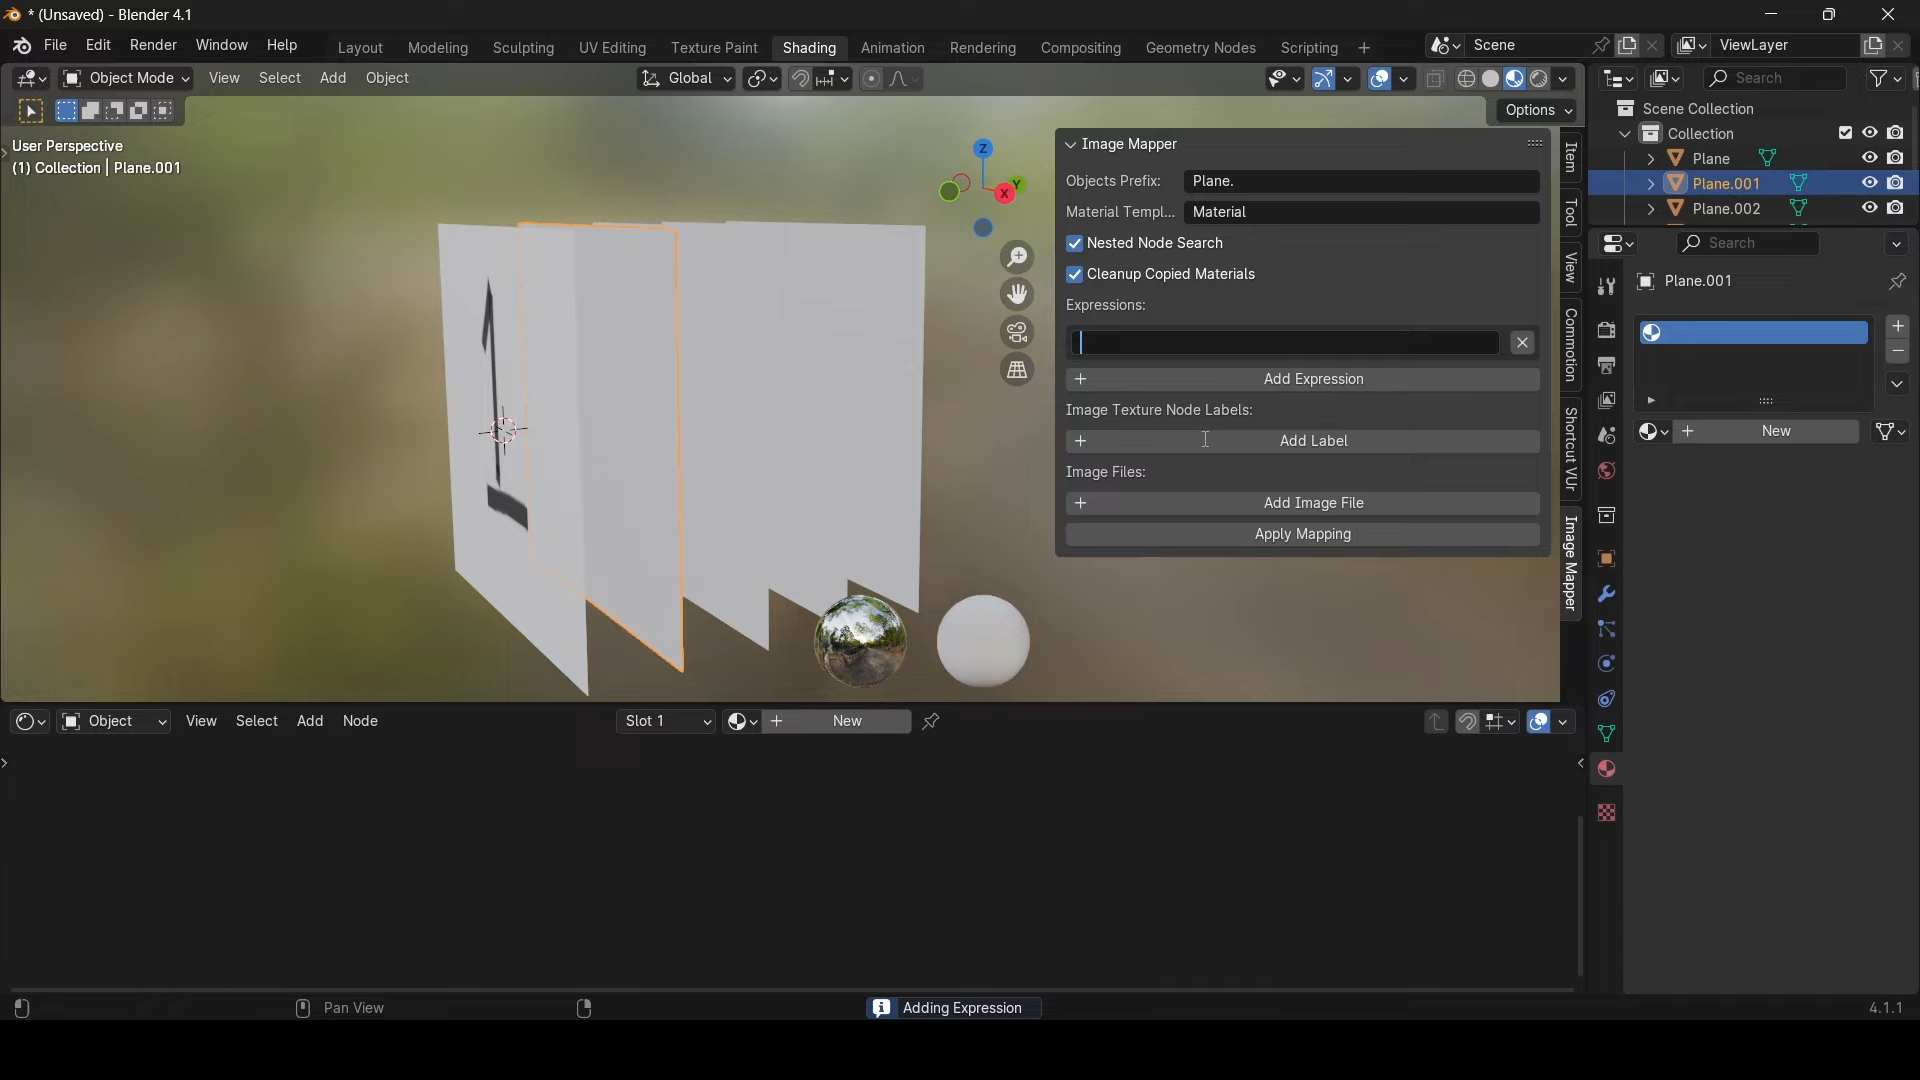 * (Unsaved) - Blender 4.1
File Edit Render Window Help
Layout Modeling Sculpting UV Editing Texture Paint Shading Animation Rendering Compositing Geometry Nodes Scripting
Scene ViewLayer
Object Mode View Select Add Object
Global
Search
Options
User Perspective
(1) Collection | Plane.001
Z
Y
X
1
Image Mapper
Objects Prefix: Plane.
Material Templ... Material
Nested Node Search
Cleanup Copied Materials
Expressions:
Add Expression
Image Texture Node Labels:
Add Label
Image Files:
Add Image File
Apply Mapping
Item
Tool
View
Commotion
Shortcut VUr
Image Mapper
Scene Collection
Collection
Plane
Plane.001
Plane.002
Search
Plane.001
New
Object View Select Add Node
Slot 1 New
Pan View
Adding Expression
4.1.1